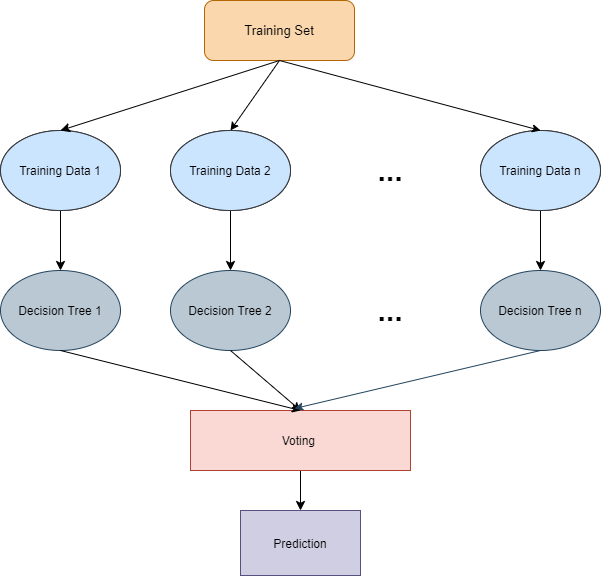 Training Set
Training Data 1
Training Data 2
...
Training Data n
Decision Tree 1
Decision Tree 2
...
Decision Tree n
Voting
Prediction